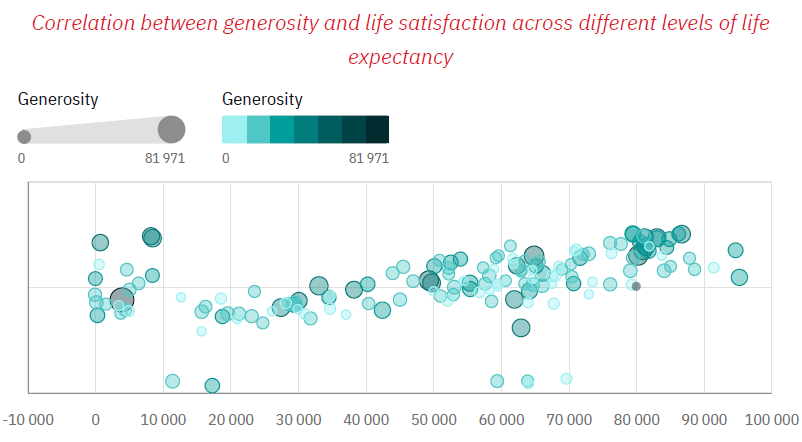 Correlation between generosity and life satisfaction across different levels of life
expectancy
Generosity
0 81 971
Generosity
0 81 971
-10 000 0 10 000 20 000 30 000 40 000 50 000 60 000 70 000 80 000 90 000 100 000